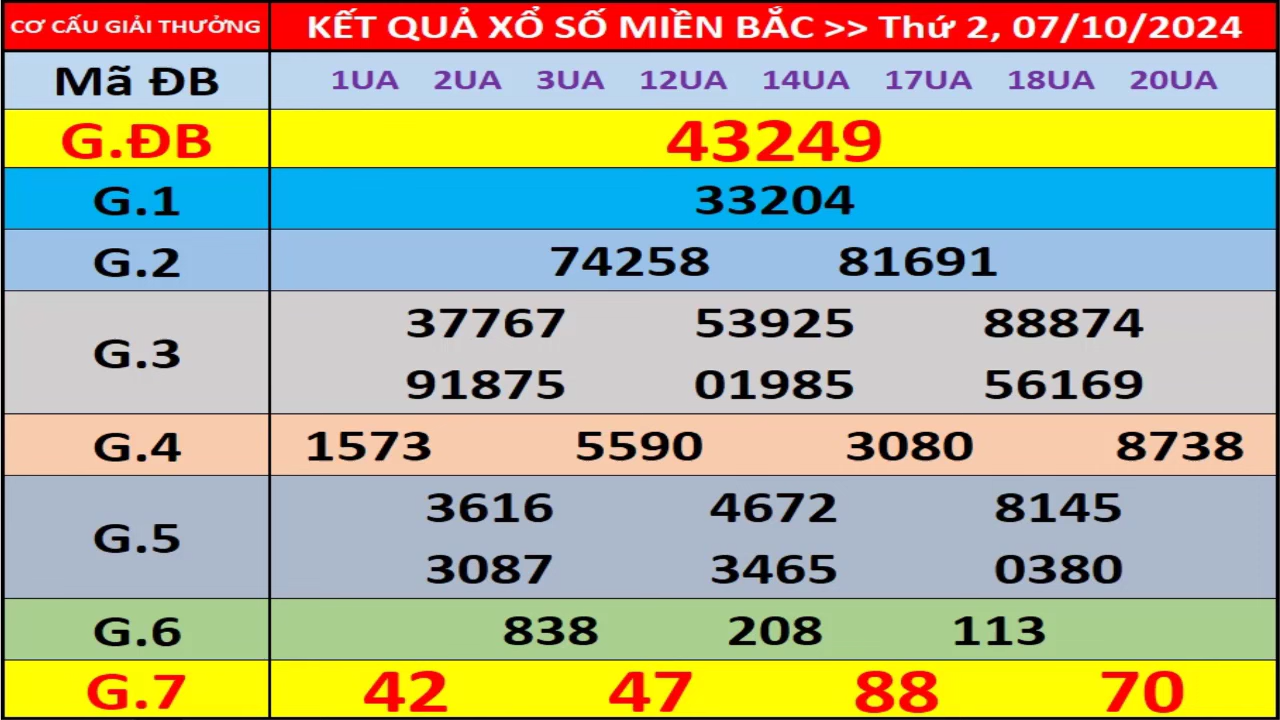 CƠ CẤU GIẢI THƯỞNG KẾT QUẢ XỔ SỐ MIỀN BẮC >> Thứ 2, 07/10/2024
Mã ĐB 1UA 2UA 3UA 12UA 14UA 17UA 18UA 20UA
G.ĐB 43249
G.1 33204
G.2 74258 81691
G.3
37767 53925 88874
91875 01985 56169
G.4 1573 5590 3080 8738
G.5
3616 4672 8145
3087 3465 0380
G.6 838 208 113
G.7 42 47 88 70